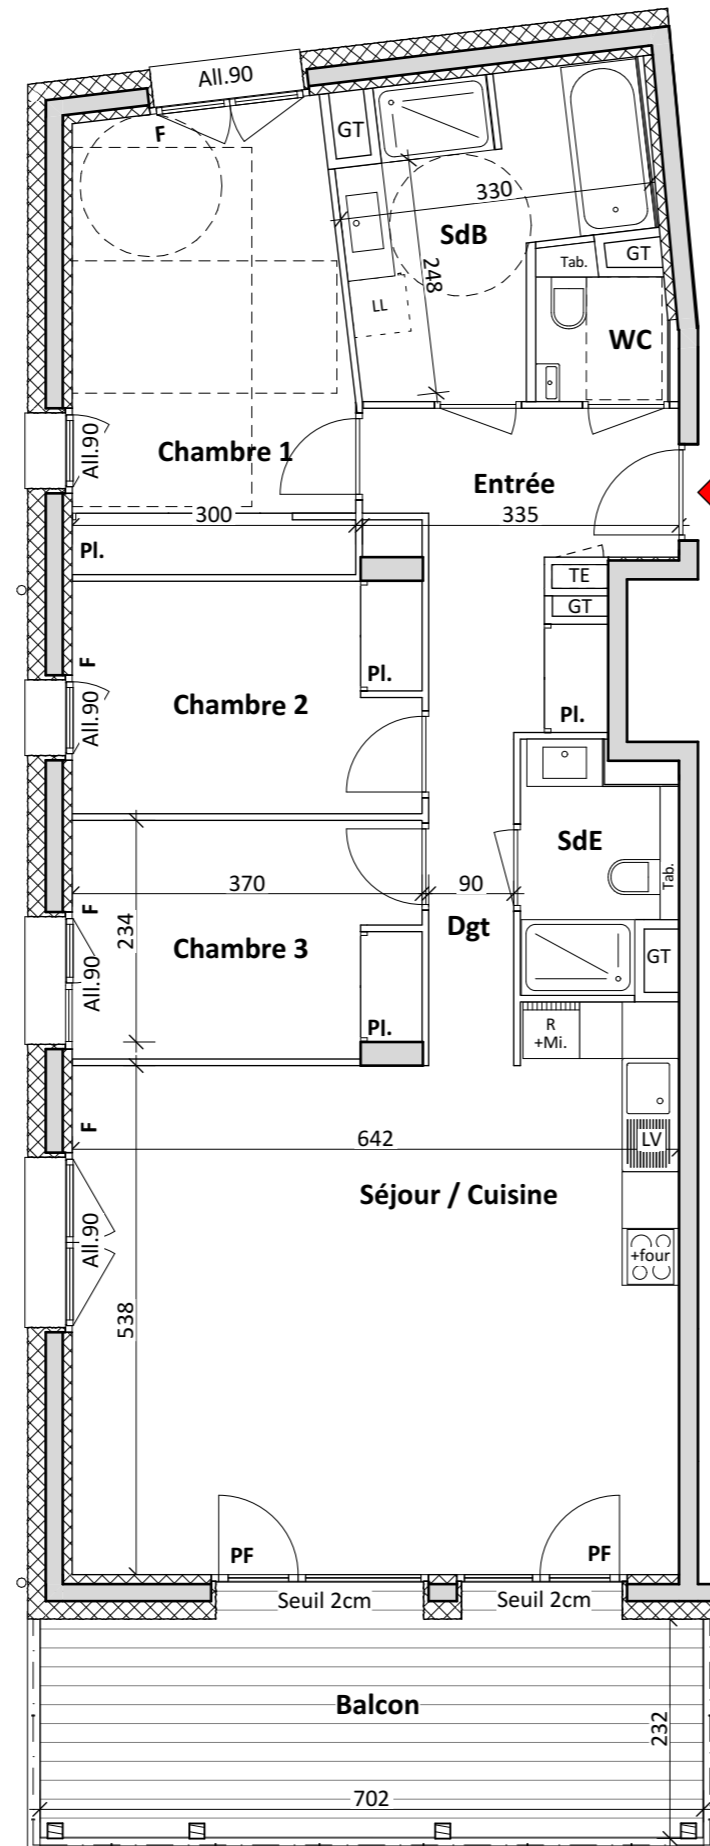 All.90
F
GT
330
SdB
248
Tab.
GT
LL
WC
All.90
Chambre 1
Entrée
300
335
Pl.
TE
GT
F
Pl.
All.90
Chambre 2
Pl.
SdE
370
90
Tab.
F
Dgt
234
All.90
Chambre 3
GT
Pl.
R
+Mi.
F
642
LV
Séjour / Cuisine
All.90
+four
538
PF
PF
Seuil 2cm
Seuil 2cm
Balcon
232
702